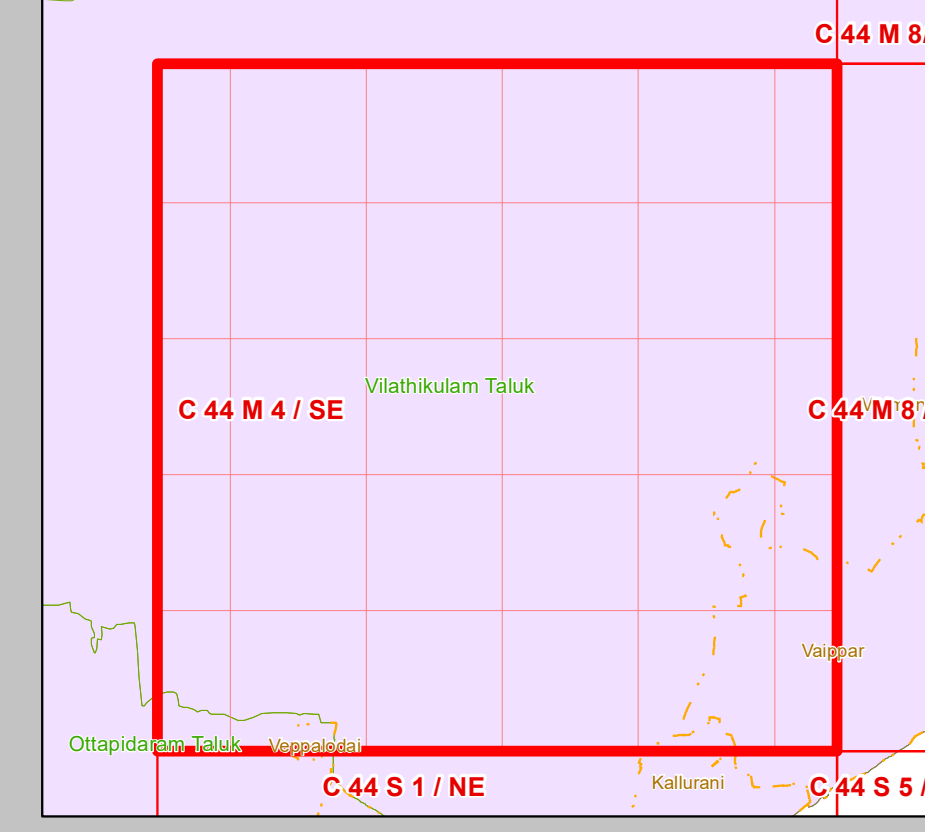 C 44 M 8/
Vilathikulam Taluk
C 44 M 4 / SE
C 44 M 8 /
Vaippar
Ottapidaram Taluk
Veppalodai
Kallurani
C 44 S 1 / NE
C 44 S 5 /